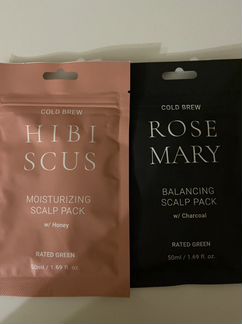 COLD BREW
HIBI
SCUS
MOISTURIZING
SCALP PACK
w/ Honey
RATED GREEN
50ml / 1.69 fl. oz.
COLD BREW
ROSE
MARY
BALANCING
SCALP PACK
w/ Charcoal
RATED GREEN
50ml / 1.69 fl. oz.